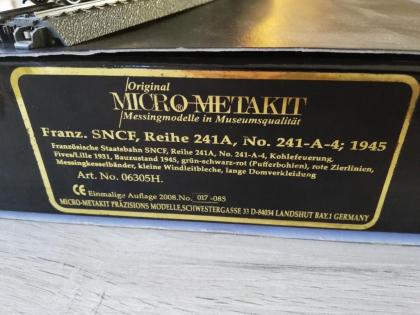 Original
MICRO®METAKIT
Messingmodelle in Museumsqualität
Franz. SNCF, Reihe 241A, No. 241-A-4; 1945
Französische Staatsbahn SNCF, Reihe 241A, No. 241-A-4, Kohlefeuerung,
Fives/Lille 1931, Bauzustand 1945, grün-schwarz-rot (Pufferbohlen), rote Zierlinien,
Messingkesselbänder, kleine Windleitbleche, lange Domverkleidung
Art. No. 06305H.
CE Einmalige Auflage 2008. No. 017 -085
MICRO-METAKIT PRÄZISIONS MODELLE, SCHWESTERGASSE 33 D-84034 LANDSHUT BAY.1 GERMANY